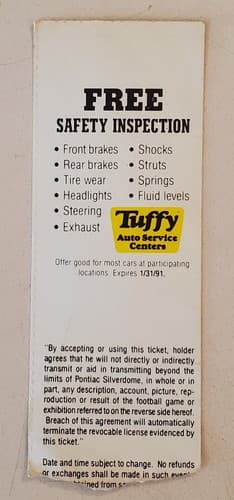 FREE
SAFETY INSPECTION
• Front brakes • Shocks
• Rear brakes • Struts
• Tire wear • Springs
• Headlights • Fluid levels
• Steering
• Exhaust
Tuffy
Auto Service
Centers
Offer good for most cars at participating
locations. Expires 1/31/91.
"By accepting or using this ticket, holder
agrees that he will not directly or indirectly
transmit or aid in transmitting beyond the
limits of Pontiac Silverdome, in whole or in
part, any description, account, picture, rep-
roduction or result of the football game or
exhibition referred to on the reverse side hereof.
Breach of this agreement will automatically
terminate the revocable license evidenced by
this ticket."
Date and time subject to change. No refunds
or exchanges shall be made in such
from